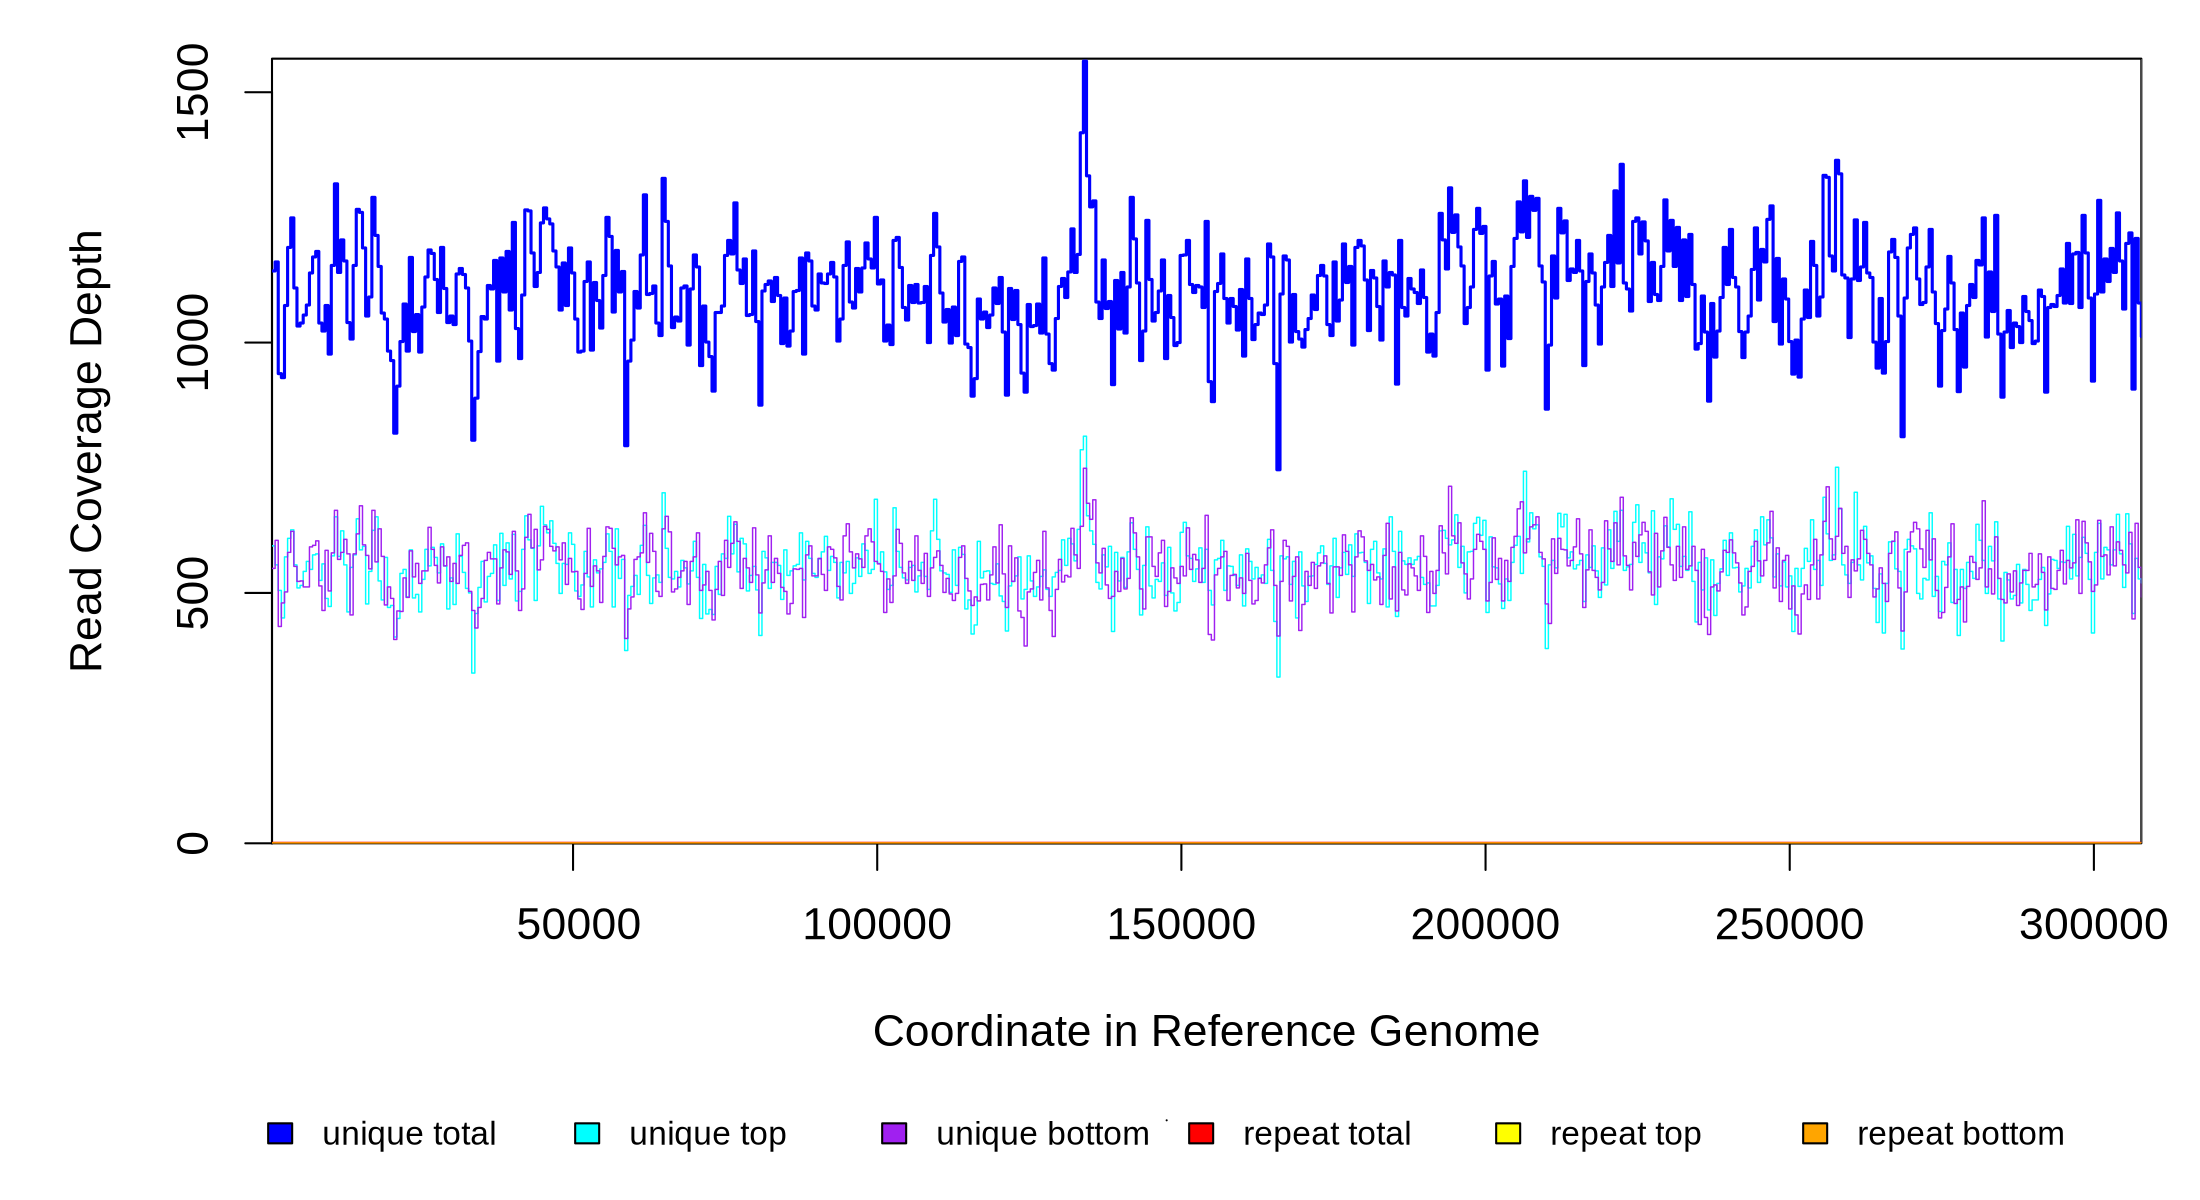 1500
1000
500
0
Read Coverage Depth
50000 100000 150000 200000 250000 300000
Coordinate in Reference Genome
unique total unique top unique bottom repeat total repeat top repeat bottom